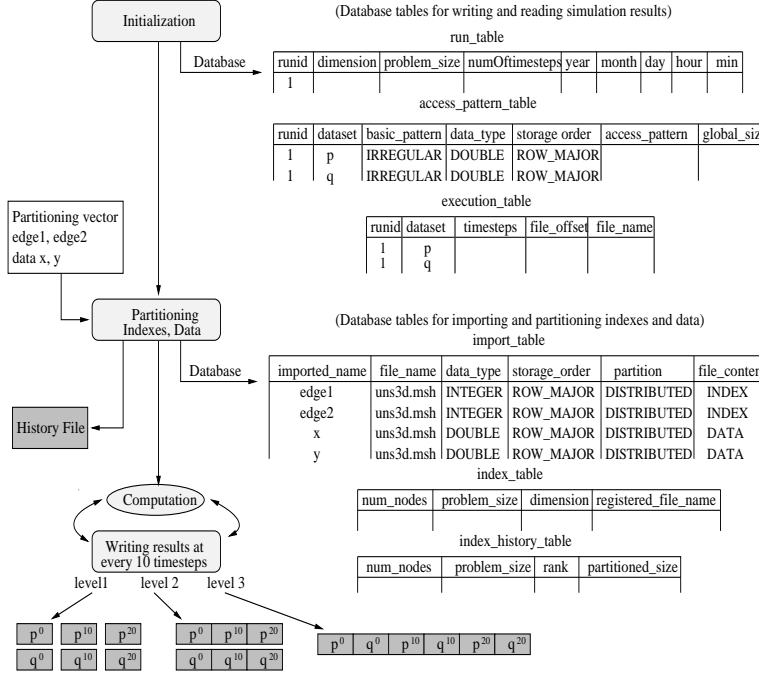 Initialization
(Database tables for writing and reading simulation results)
run_table
Database
runid dimension problem_size numOftimesteps year month day hour min
1
access_pattern_table
runid dataset basic_pattern data_type storage order access_pattern global_siz
1 p IRREGULAR DOUBLE ROW_MAJOR
1 q IRREGULAR DOUBLE ROW_MAJOR
execution_table
runid dataset timesteps file_offset file_name
1 p
1 q
Partitioning vector
edge1, edge2
data x, y
Partitioning
Indexes, Data
(Database tables for importing and partitioning indexes and data)
import_table
Database
imported_name file_name data_type storage_order partition file_conten
edge1 uns3d.msh INTEGER ROW_MAJOR DISTRIBUTED INDEX
edge2 uns3d.msh INTEGER ROW_MAJOR DISTRIBUTED INDEX
x uns3d.msh DOUBLE ROW_MAJOR DISTRIBUTED DATA
y uns3d.msh DOUBLE ROW_MAJOR DISTRIBUTED DATA
History File
index_table
num_nodes problem_size dimension registered_file_name
Computation
index_history_table
num_nodes problem_size rank partitioned_size
Writing results at
every 10 timesteps
level1 level 2 level 3
p⁰ p¹⁰ p²⁰ p⁰ p¹⁰ p²⁰
q⁰ q¹⁰ q²⁰ q⁰ q¹⁰ q²⁰
p⁰ q⁰ p¹⁰ q¹⁰ p²⁰ q²⁰